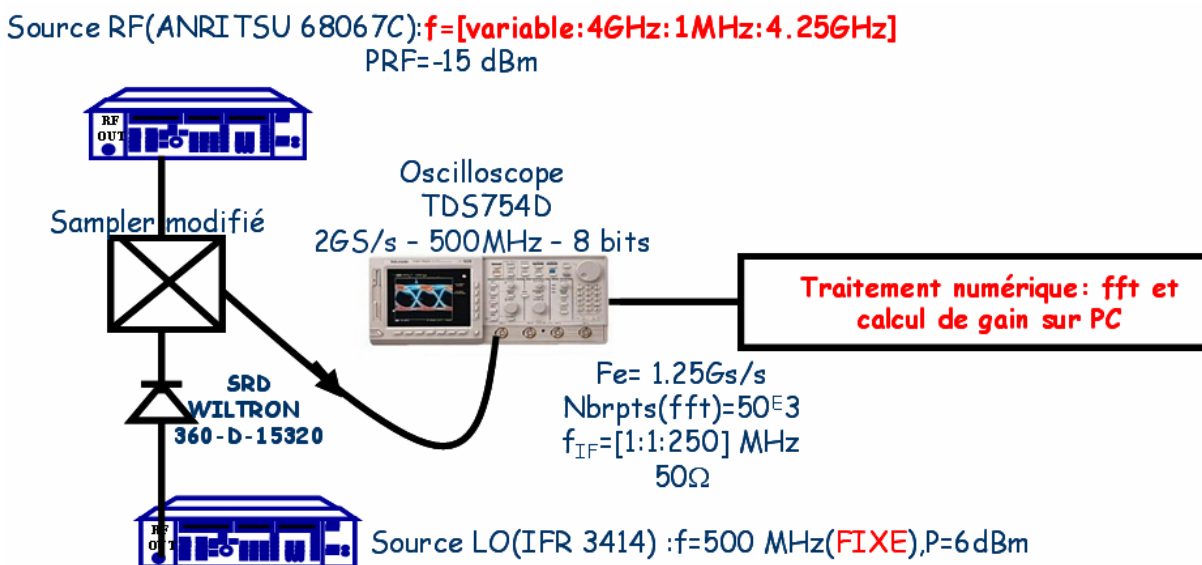 Source RF(ANRITSU 68067C):f=[variable:4GHz:1MHz:4.25GHz]
PRF=-15 dBm
RF
OUT
Oscilloscope
TDS754D
2GS/s - 500MHz - 8 bits
Sampler modifié
Traitement numérique: fft et
calcul de gain sur PC
SRD
WILTRON
360-D-15320
Fe= 1.25Gs/s
Nbrpts(fft)=50E3
fIF=[1:1:250] MHz
50Ω
RF
OUT
Source LO(IFR 3414) :f=500 MHz(FIXE),P=6dBm